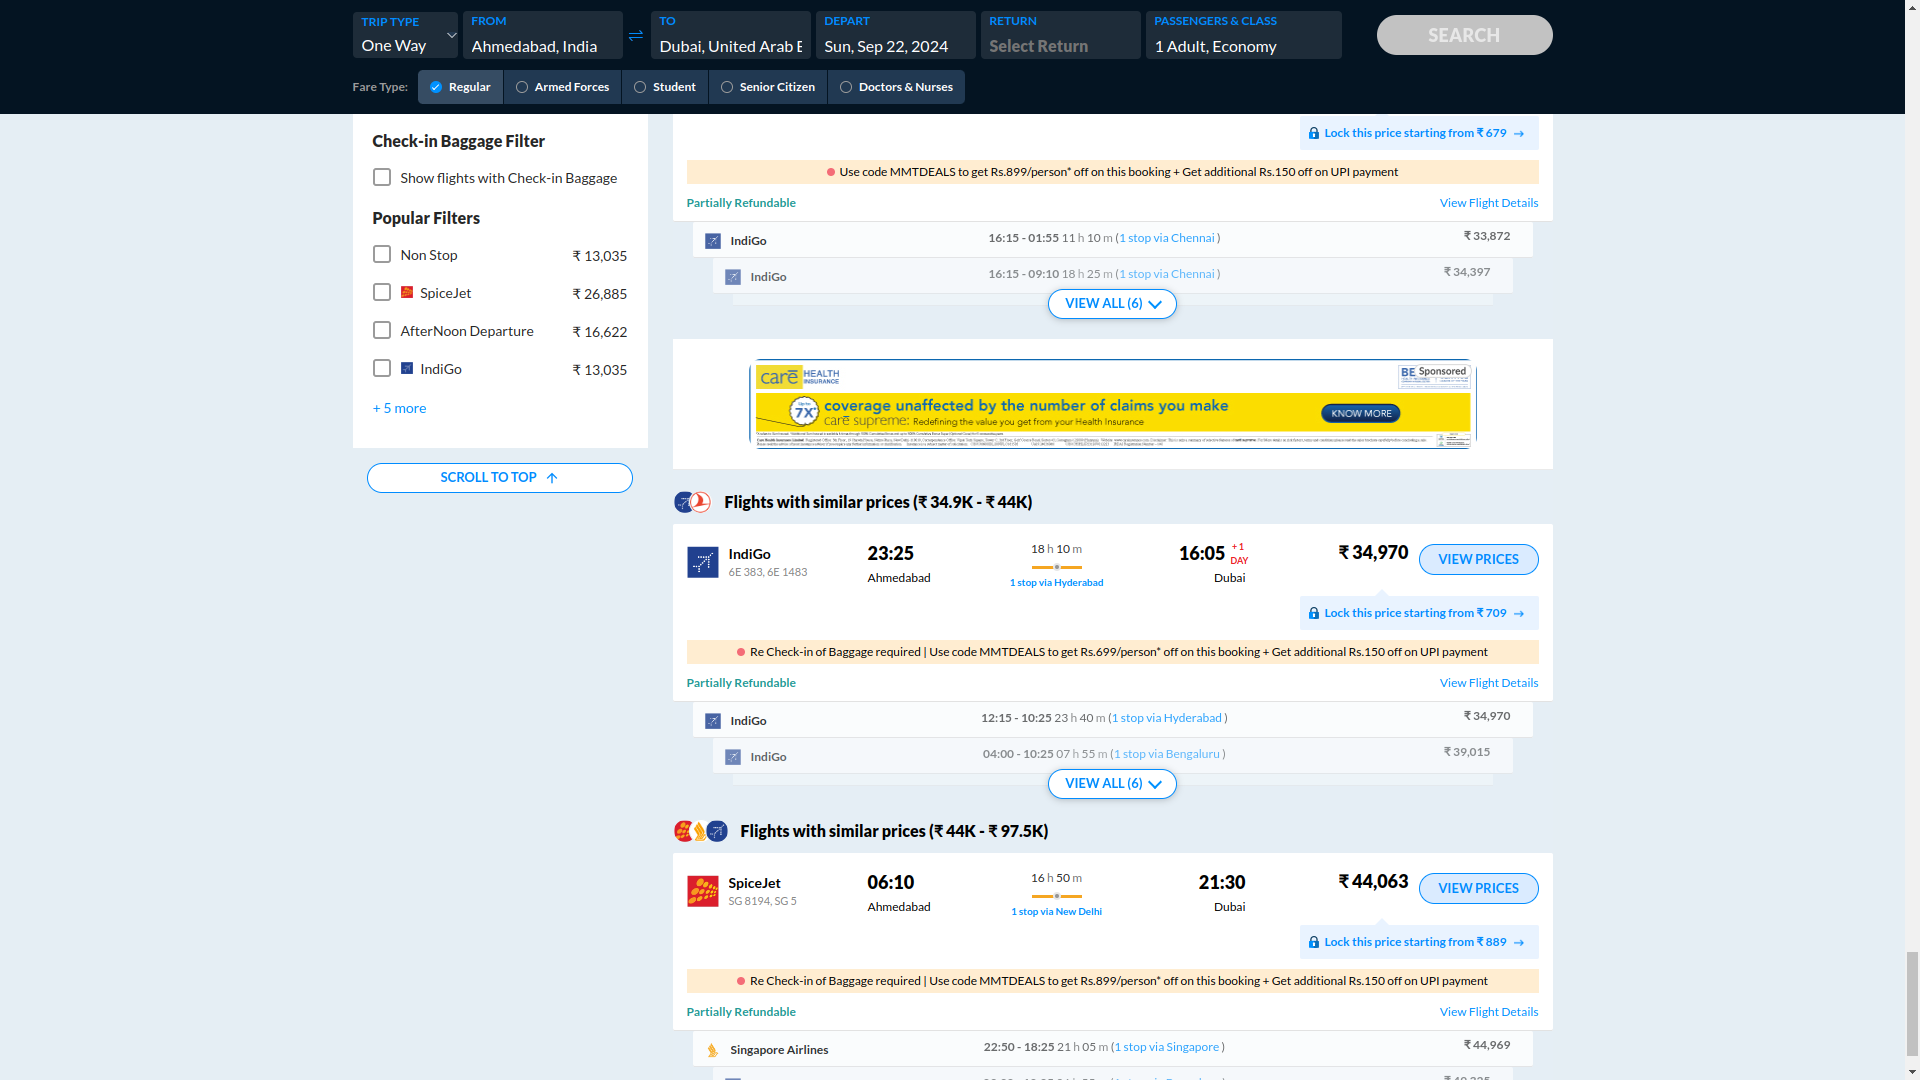 TRIP TYPE
One Way
FROM
Ahmedabad, India
TO
Dubai, United Arab E
DEPART
Sun, Sep 22, 2024
RETURN
Select Return
PASSENGERS & CLASS
1 Adult, Economy
SEARCH
Fare Type:
Regular
Armed Forces
Student
Senior Citizen
Doctors & Nurses
Check-in Baggage Filter
Show flights with Check-in Baggage
Popular Filters
Non Stop
₹ 13,035
SpiceJet
₹ 26,885
AfterNoon Departure
₹ 16,622
IndiGo
₹ 13,035
+ 5 more
SCROLL TO TOP
Lock this price starting from ₹ 679 →
Use code MMTDEALS to get Rs.899/person* off on this booking + Get additional Rs.150 off on UPI payment
Partially Refundable
View Flight Details
IndiGo
16:15 - 01:55 11 h 10 m (1 stop via Chennai )
₹ 33,872
IndiGo
16:15 - 09:10 18 h 25 m (1 stop via Chennai )
₹ 34,397
VIEW ALL (6)
care HEALTH INSURANCE
BE Sponsored
7X
coverage unaffected by the number of claims you make
care supreme: Redefining the value you get from your Health Insurance
KNOW MORE
Flights with similar prices (₹ 34.9K - ₹ 44K)
IndiGo
6E 383, 6E 1483
23:25
Ahmedabad
18 h 10 m
1 stop via Hyderabad
16:05
+ 1 DAY
Dubai
₹ 34,970
VIEW PRICES
Lock this price starting from ₹ 709 →
Re Check-in of Baggage required | Use code MMTDEALS to get Rs.699/person* off on this booking + Get additional Rs.150 off on UPI payment
Partially Refundable
View Flight Details
IndiGo
12:15 - 10:25 23 h 40 m (1 stop via Hyderabad )
₹ 34,970
IndiGo
04:00 - 10:25 07 h 55 m (1 stop via Bengaluru )
₹ 39,015
VIEW ALL (6)
Flights with similar prices (₹ 44K - ₹ 97.5K)
SpiceJet
SG 8194, SG 5
06:10
Ahmedabad
16 h 50 m
1 stop via New Delhi
21:30
Dubai
₹ 44,063
VIEW PRICES
Lock this price starting from ₹ 889 →
Re Check-in of Baggage required | Use code MMTDEALS to get Rs.899/person* off on this booking + Get additional Rs.150 off on UPI payment
Partially Refundable
View Flight Details
Singapore Airlines
22:50 - 18:25 21 h 05 m (1 stop via Singapore )
₹ 44,969